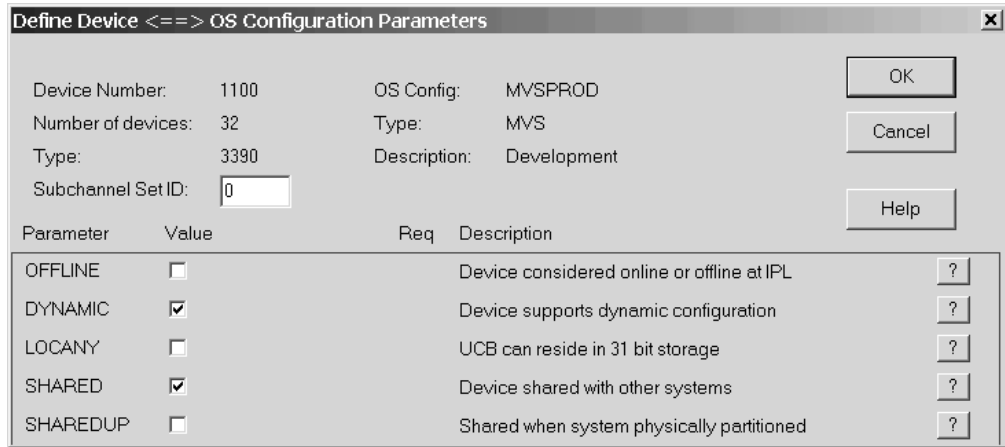 Define Device <==> OS Configuration Parameters
Device Number: 1100 OS Config: MVSPROD OK
Number of devices: 32 Type: MVS Cancel
Type: 3390 Description: Development
Subchannel Set ID: 0 Help
Parameter Value Req Description
OFFLINE Device considered online or offline at IPL ?
DYNAMIC Device supports dynamic configuration ?
LOCANY UCB can reside in 31 bit storage ?
SHARED Device shared with other systems ?
SHAREDUP Shared when system physically partitioned ?